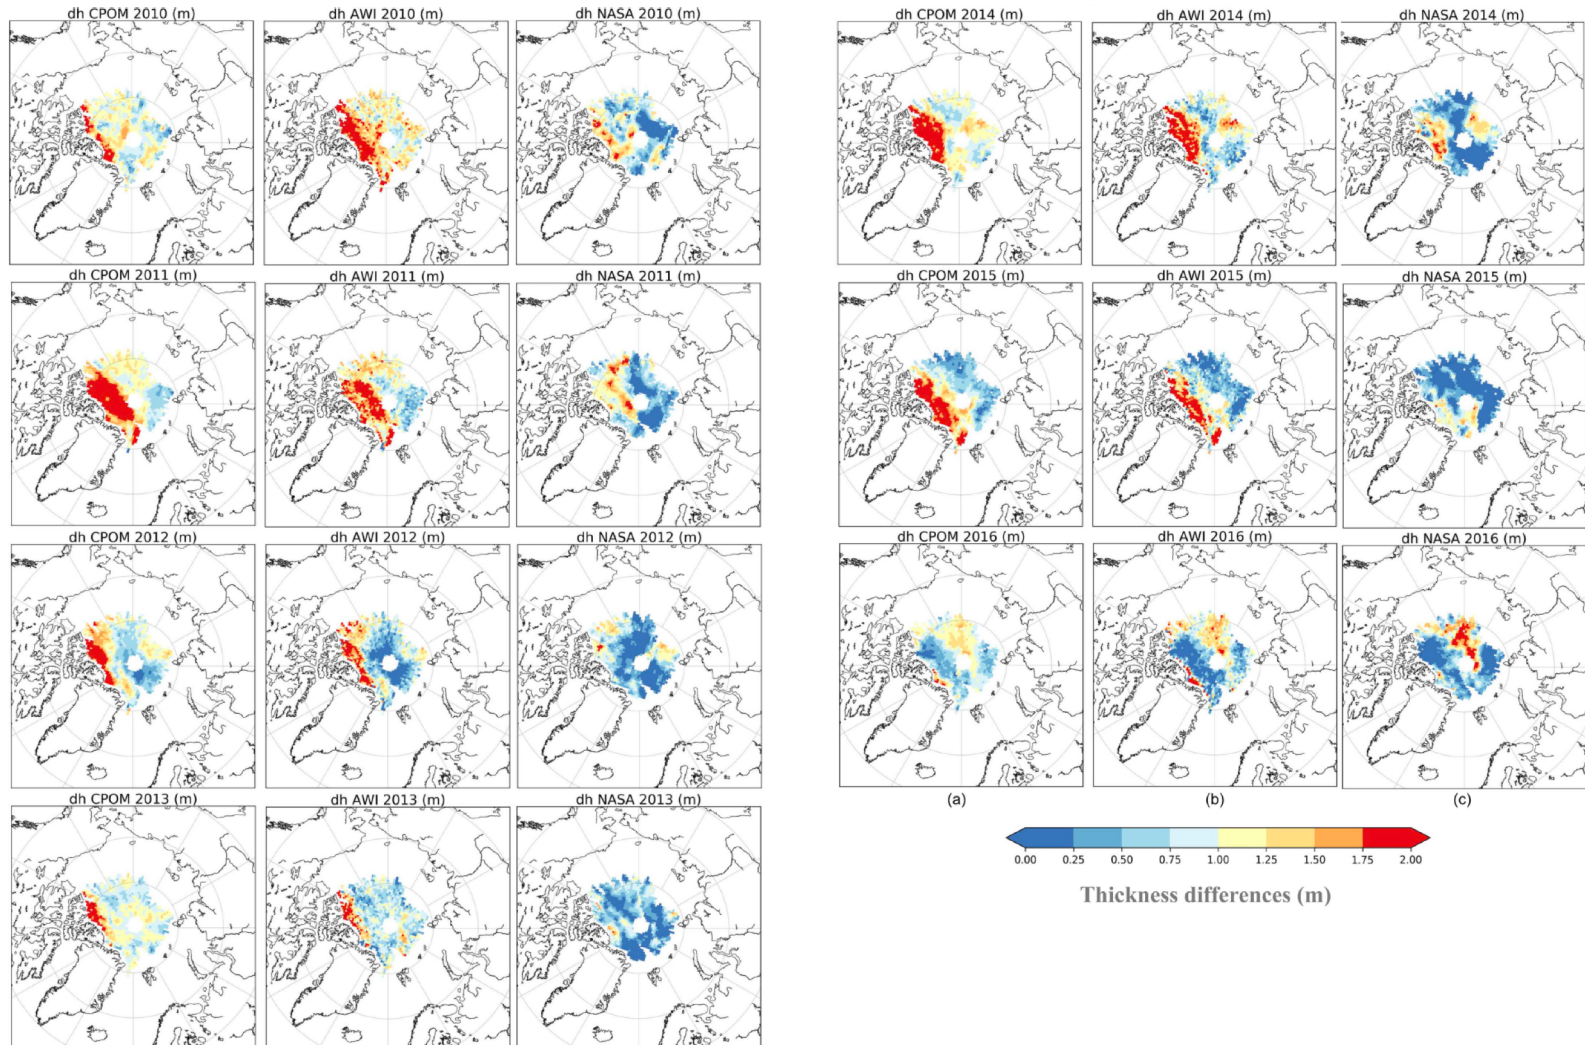 dh CPOM 2010 (m)
dh AWI 2010 (m)
dh NASA 2010 (m)
dh CPOM 2014 (m)
dh AWI 2014 (m)
dh NASA 2014 (m)
dh CPOM 2011 (m)
dh AWI 2011 (m)
dh NASA 2011 (m)
dh CPOM 2015 (m)
dh AWI 2015 (m)
dh NASA 2015 (m)
dh CPOM 2012 (m)
dh AWI 2012 (m)
dh NASA 2012 (m)
dh CPOM 2016 (m)
dh AWI 2016 (m)
dh NASA 2016 (m)
dh CPOM 2013 (m)
dh AWI 2013 (m)
dh NASA 2013 (m)
(a)
(b)
(c)
0.00 0.25 0.50 0.75 1.00 1.25 1.50 1.75 2.00
Thickness differences (m)